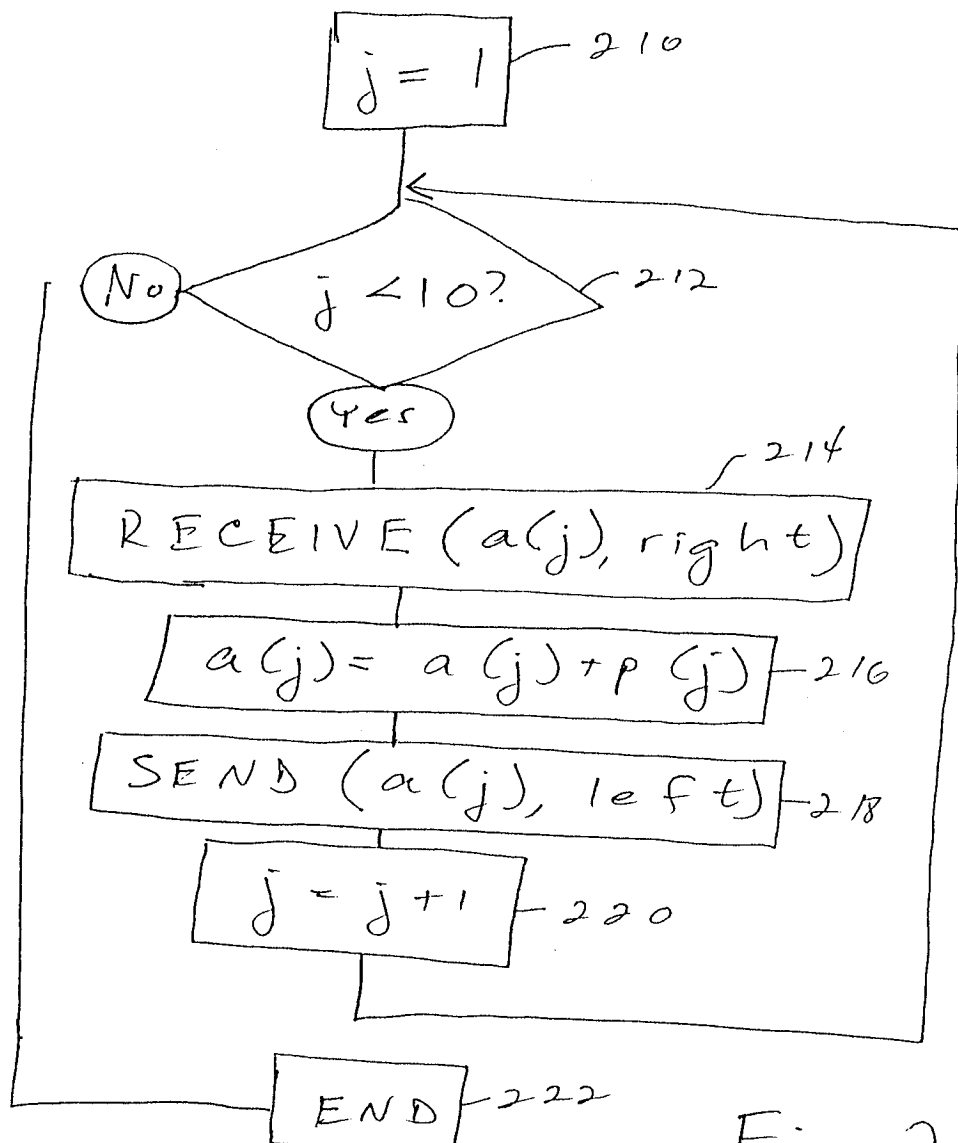 j = 1 210
No j < 10? 212
Yes
214
RECEIVE (a(j), right)
a(j) = a(j) + p(j) 216
SEND (a(j), left) 218
j = j + 1 220
END 222